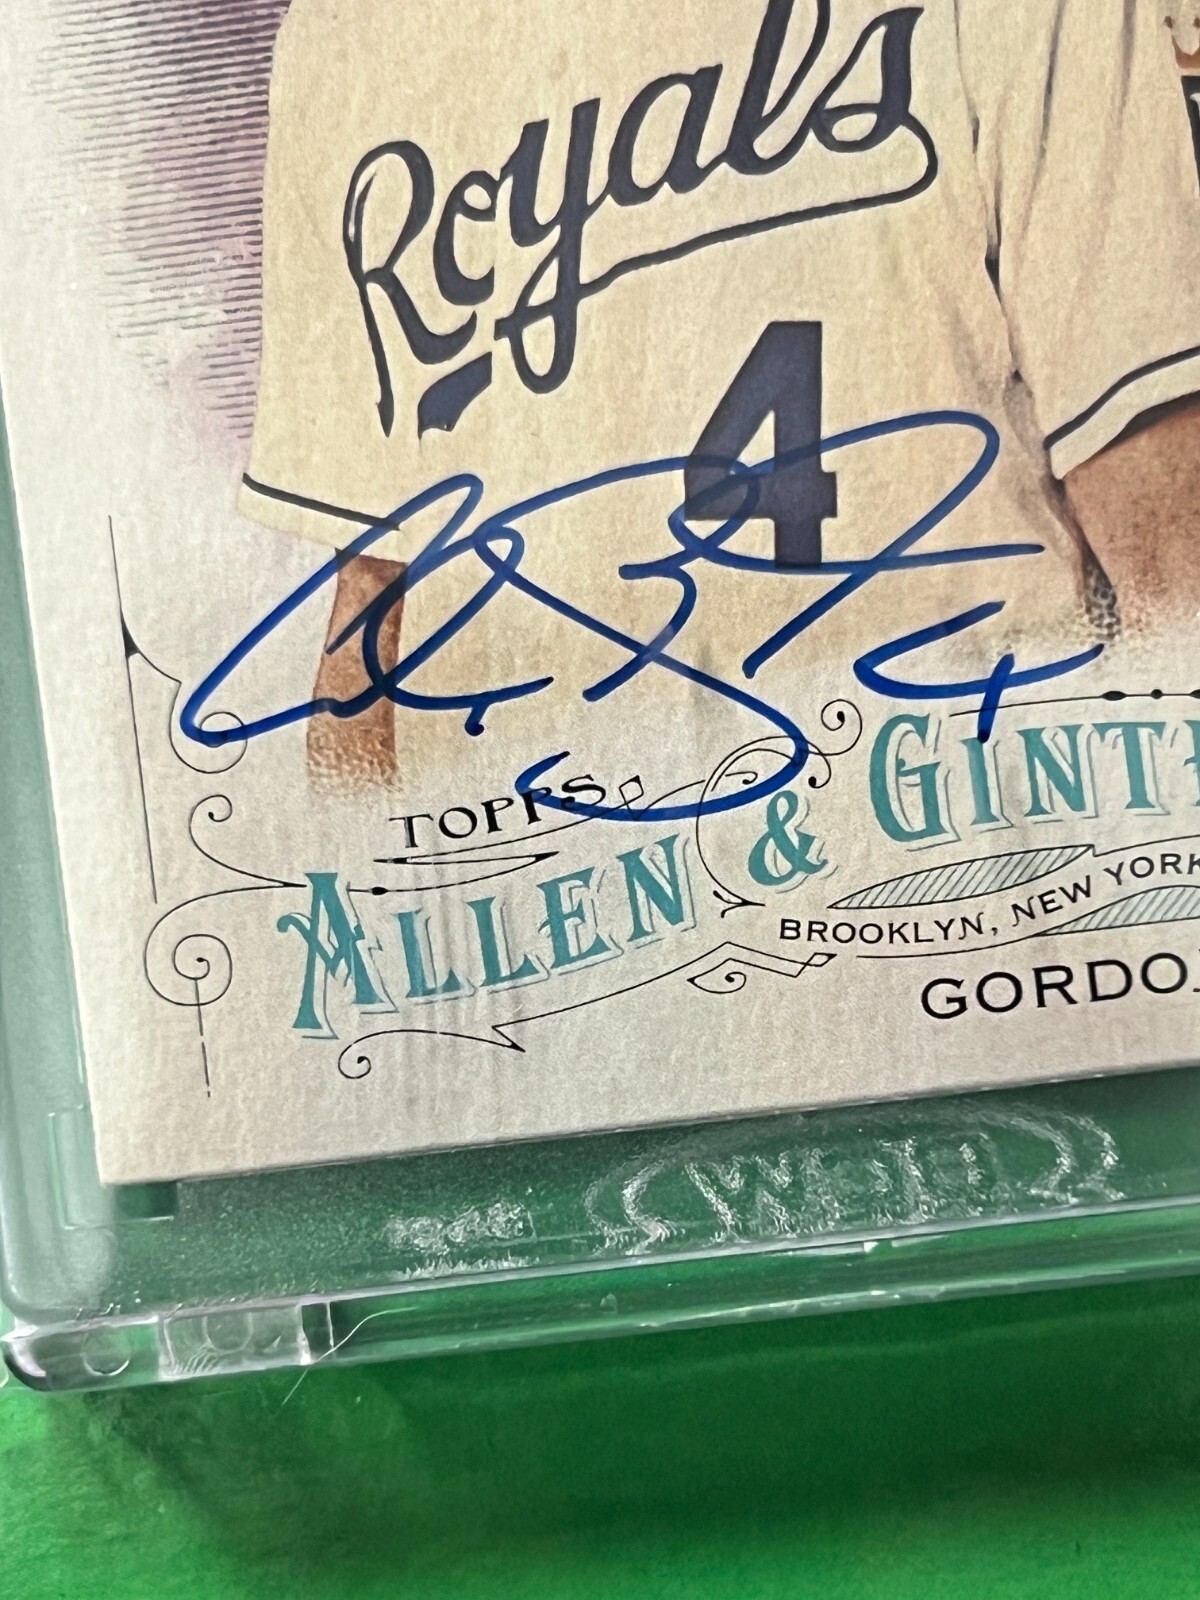 Royals
4
TOPPS
ALLEN & GINT
BROOKLYN, NEW YORK
GORDO